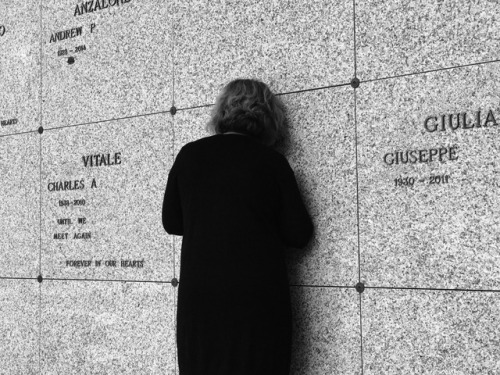 ANZALONE
ANDREW P
VITALE
CHARLES A
UNTIL WE
MEET AGAIN
FOREVER IN OUR HEARTS
GIULIA
GIUSEPPE
1930 - 2011